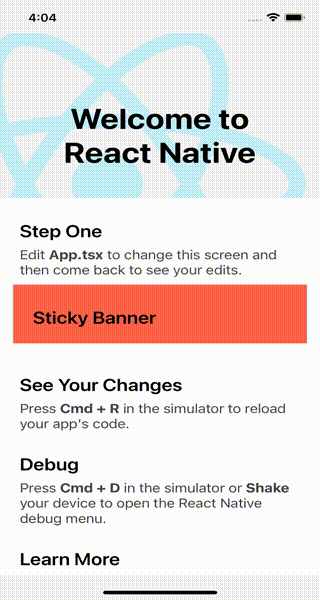 4:04
Welcome to
React Native
Step One
Edit App.tsx to change this screen and
then come back to see your edits.
Sticky Banner
See Your Changes
Press Cmd + R in the simulator to reload
your app's code.
Debug
Press Cmd + D in the simulator or Shake
your device to open the React Native
debug menu.
Learn More